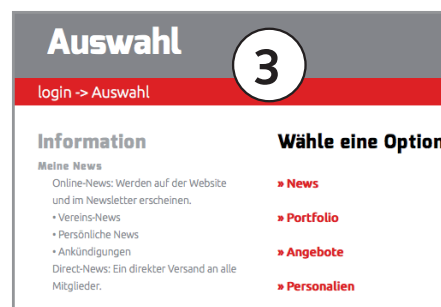 Auswahl
3
login -> Auswahl
Information
Meine News
Online-News: Werden auf der Website
und im Newsletter erscheinen.
• Vereins-News
• Persönliche News
• Ankündigungen
Direct-News: Ein direkter Versand an alle
Mitglieder.
Wähle eine Option
» News
» Portfolio
» Angebote
» Personalien